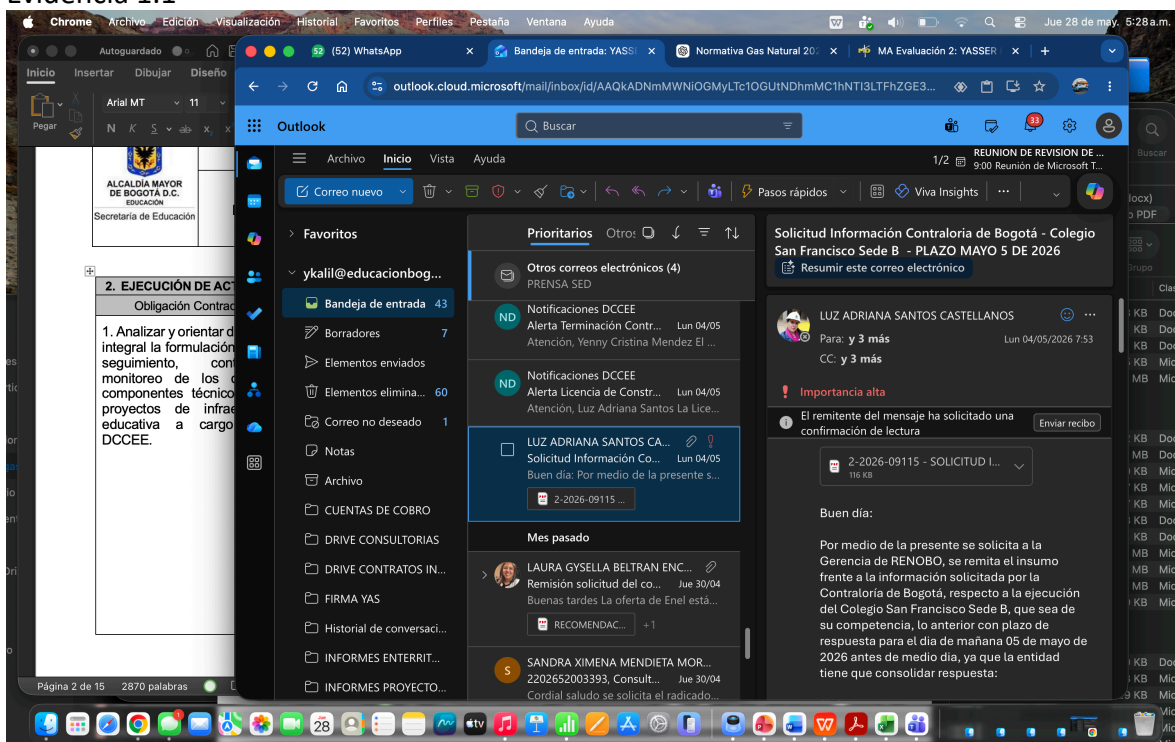 Evidencia 1.1
Chrome Archivo Edición Visualización Historial Favoritos Perfiles Pestaña Ventana Ayuda
Jue 28 de may. 5:28 a.m.
Autoguardado
(52) WhatsApp
Bandeja de entrada: YASSE
Normativa Gas Natural 202
MA Evaluación 2: YASSER
Inicio Insertar Dibujar Diseño
outlook.cloud.microsoft/mail/inbox/id/AAQkADNmMWNiOGMyLTc1OGUtNDhmMC1hNTI3LTFhZGE3...
Arial MT 11
Pegar
N K S ab x
Outlook
Buscar
33
Archivo Inicio Vista Ayuda
1/2
REUNION DE REVISION DE ...
9:00 Reunión de Microsoft T...
Correo nuevo
Pasos rápidos
Viva Insights
ALCALDÍA MAYOR
DE BOGOTÁ D.C.
EDUCACIÓN
Secretaría de Educación
2. EJECUCIÓN DE ACT
Obligación Contrac
1. Analizar y orientar d
integral la formulación
seguimiento, con
monitoreo de los c
componentes técnico
proyectos de infrae
educativa a cargo
DCCEE.
Página 2 de 15 2870 palabras
Favoritos
ykalil@educacionbog...
Bandeja de entrada 43
Borradores 7
Elementos enviados
Elementos elimina... 60
Correo no deseado 1
Notas
Archivo
CUENTAS DE COBRO
DRIVE CONSULTORIAS
DRIVE CONTRATOS IN...
FIRMA YAS
Historial de conversaci...
INFORMES ENTERRIT...
INFORMES PROYECTO...
Prioritarios Otros
Otros correos electrónicos (4)
PRENSA SED
ND
Notificaciones DCCEE
Alerta Terminación Contr... Lun 04/05
Atención, Yenny Cristina Mendez El ...
ND
Notificaciones DCCEE
Alerta Licencia de Constr... Lun 04/05
Atención, Luz Adriana Santos La Lice...
LUZ ADRIANA SANTOS CA...
Solicitud Información Co... Lun 04/05
Buen día: Por medio de la presente s...
2-2026-09115 ...
Mes pasado
LAURA GYSELLA BELTRAN ENC...
Remisión solicitud del co... Jue 30/04
Buenas tardes La oferta de Enel está...
RECOMENDAC... +1
S
SANDRA XIMENA MENDIETA MOR...
2202652003393, Consult... Jue 30/04
Cordial saludo se solicita el radicado...
Solicitud Información Contraloria de Bogotá - Colegio
San Francisco Sede B - PLAZO MAYO 5 DE 2026
Resumir este correo electrónico
LUZ ADRIANA SANTOS CASTELLANOS
Para: y 3 más Lun 04/05/2026 7:53
CC: y 3 más
Importancia alta
El remitente del mensaje ha solicitado una
confirmación de lectura
Enviar recibo
2-2026-09115 - SOLICITUD I...
116 KB
Buen día:
Por medio de la presente se solicita a la
Gerencia de RENOBO, se remita el insumo
frente a la información solicitada por la
Contraloría de Bogotá, respecto a la ejecución
del Colegio San Francisco Sede B, que sea de
su competencia, lo anterior con plazo de
respuesta para el dia de mañana 05 de mayo de
2026 antes de medio dia, ya que la entidad
tiene que consolidar respuesta:
Buscar